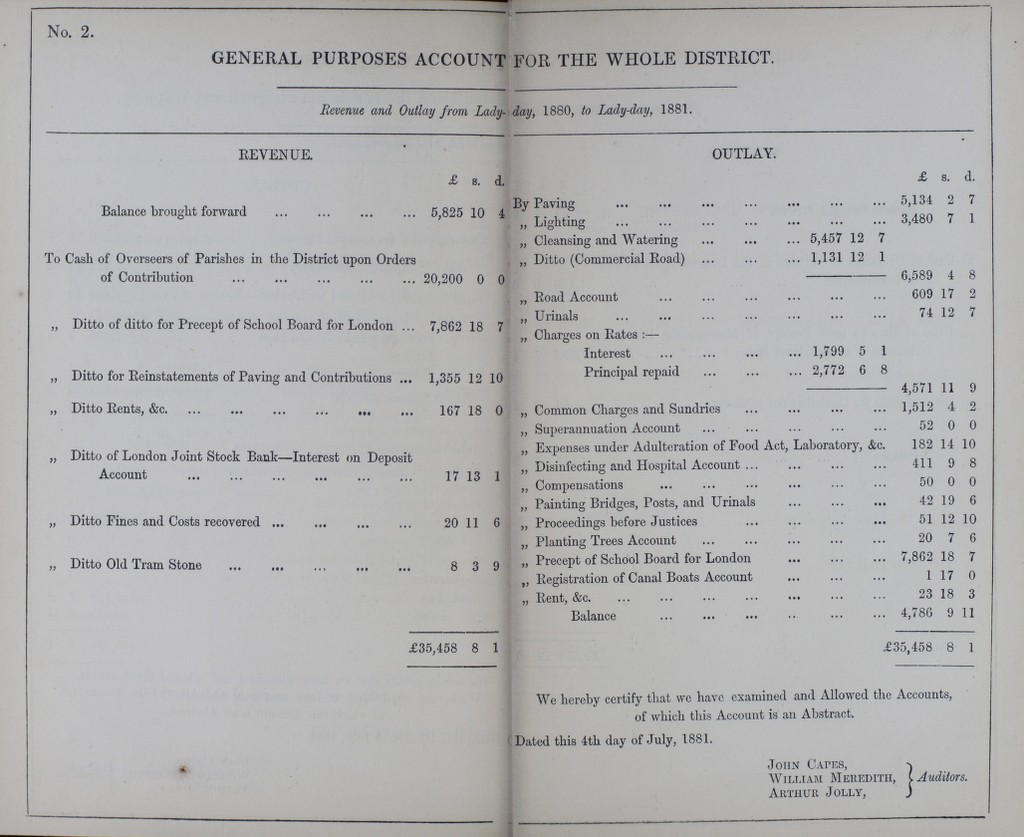 No. 2.
GENERAL PURPOSES ACCOUNT FOR THE WHOLE DISTRICT.
Revenue and Outlay from Lady-day, 1880, to Lady-day, 1881.
REVENUE.
£ s. d.
Balance brought forward ... ... ... ... 5,825 10 4
To Cash of Overseers of Parishes in the District upon Orders
of Contribution ... ... ... ... ... 20,200 0 0
„ Ditto of ditto for Precept of School Board for London ... 7,862 18 7
„ Ditto for Reinstatements of Paving and Contributions ... 1,355 12 10
„ Ditto Rents, &c. ... ... ... ... ... ... 167 18 0
„ Ditto of London Joint Stock Bank—Interest on Deposit
Account ... ... ... ... ... ... 17 13 1
„ Ditto Fines and Costs recovered ... ... ... ... 20 11 6
„ Ditto Old Tram Stone ... ... ... ... ... 8 3 9
£35,458 8 1
OUTLAY.
£ s. d.
By Paving ... ... ... ... ... ... ... 5,134 2 7
„ Lighting ... ... ... ... ... ... ... 3,480 7 1
„ Cleansing and Watering ... ... ... 5,457 12 7
„ Ditto (Commercial Road) ... ... ... 1,131 12 1
6,589 4 8
„ Road Account ... ... ... ... ... ... 609 17 2
„ Urinals ... ... ... ... ... ... ... 74 12 7
„ Charges on Rates :—
Interest ... ... ... ... 1,799 5 1
Principal repaid ... ... ... 2,772 6 8
4,571 11 9
„ Common Charges and Sundries ... ... ... ... 1,512 4 2
„ Superannuation Account ... ... ... ... ... 52 0 0
„ Expenses under Adulteration of Food Act, Laboratory, &c. 182 14 10
„ Disinfecting and Hospital Account ... ... ... ... 411 9 8
„ Compensations ... ... ... ... ... ... 50 0 0
„ Painting Bridges, Posts, and Urinals ... ... ... 42 19 6
„ Proceedings before Justices ... ... ... ... 51 12 10
„ Planting Trees Account ... ... ... ... ... 20 7 6
„ Precept of School Board for London ... ... ... 7,862 18 7
„ Registration of Canal Boats Account ... ... ... 1 17 0
„ Rent, &c. ... ... ... ... ... ... ... 23 18 3
Balance ... ... ... ... ... ... 4,786 9 11
£35,458 8 1
We hereby certify that we have examined and Allowed the Accounts,
of which this Account is an Abstract.
Dated this 4th day of July, 1881.
JOHN CAPES,
WILLIAM MEREDITH, } Auditors.
ARTHUR JOLLY,